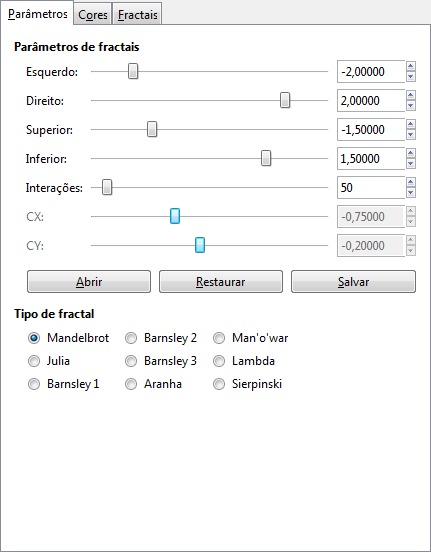 Parâmetros Cores Fractais
Parâmetros de fractais
Esquerdo: -2,00000
Direito: 2,00000
Superior: -1,50000
Inferior: 1,50000
Interações: 50
CX: -0,75000
CY: -0,20000
Abrir Restaurar Salvar
Tipo de fractal
Mandelbrot Barnsley 2 Man'o'war
Julia Barnsley 3 Lambda
Barnsley 1 Aranha Sierpinski